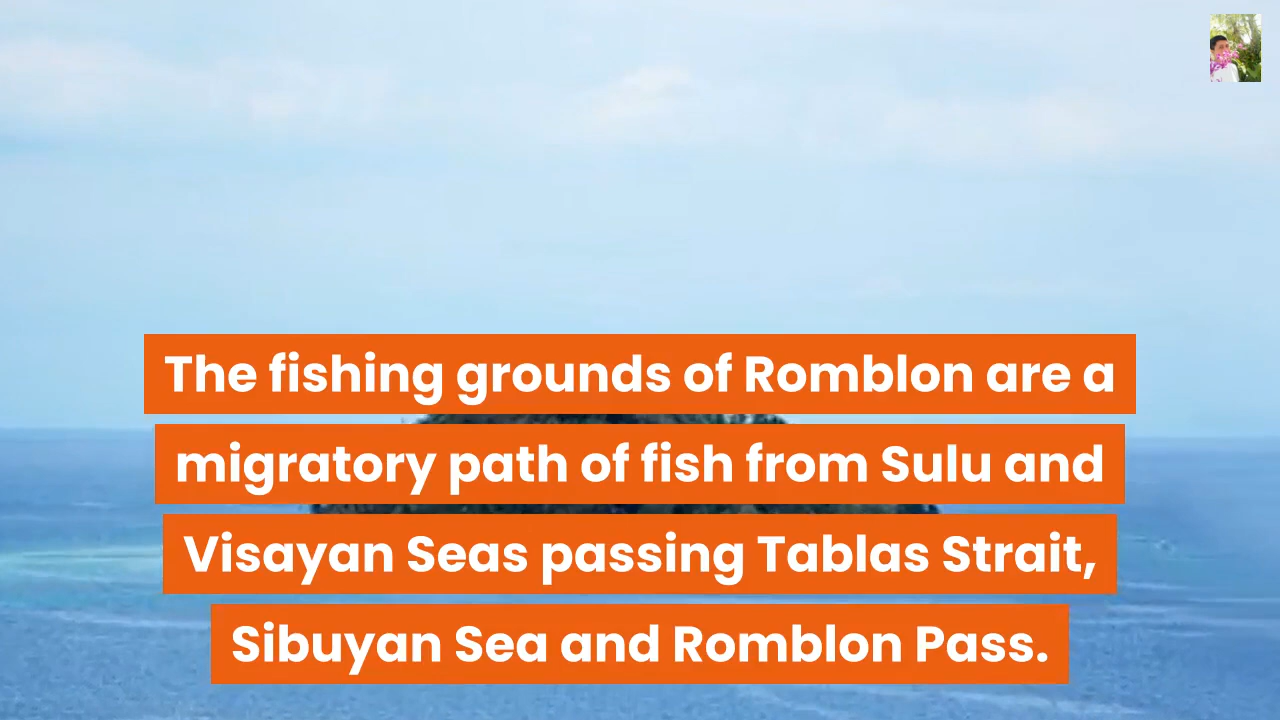 The fishing grounds of Romblon are a
migratory path of fish from Sulu and
Visayan Seas passing Tablas Strait,
Sibuyan Sea and Romblon Pass.